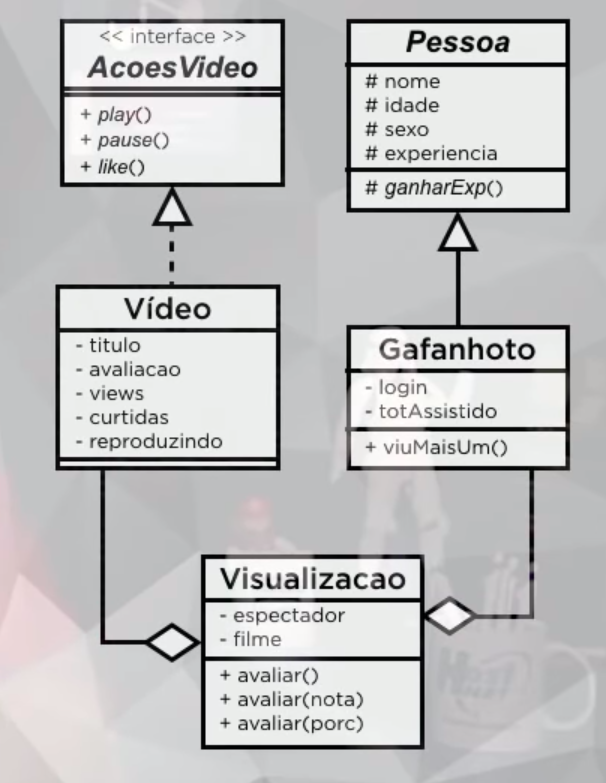 << interface >>
AcoesVideo
+ play()
+ pause()
+ like()
Pessoa
# nome
# idade
# sexo
# experiencia
# ganharExp()
Vídeo
- titulo
- avaliacao
- views
- curtidas
- reproduzindo
Gafanhoto
- login
- totAssistido
+ viuMaisUm()
Visualizacao
- espectador
- filme
+ avaliar()
+ avaliar(nota)
+ avaliar(porc)